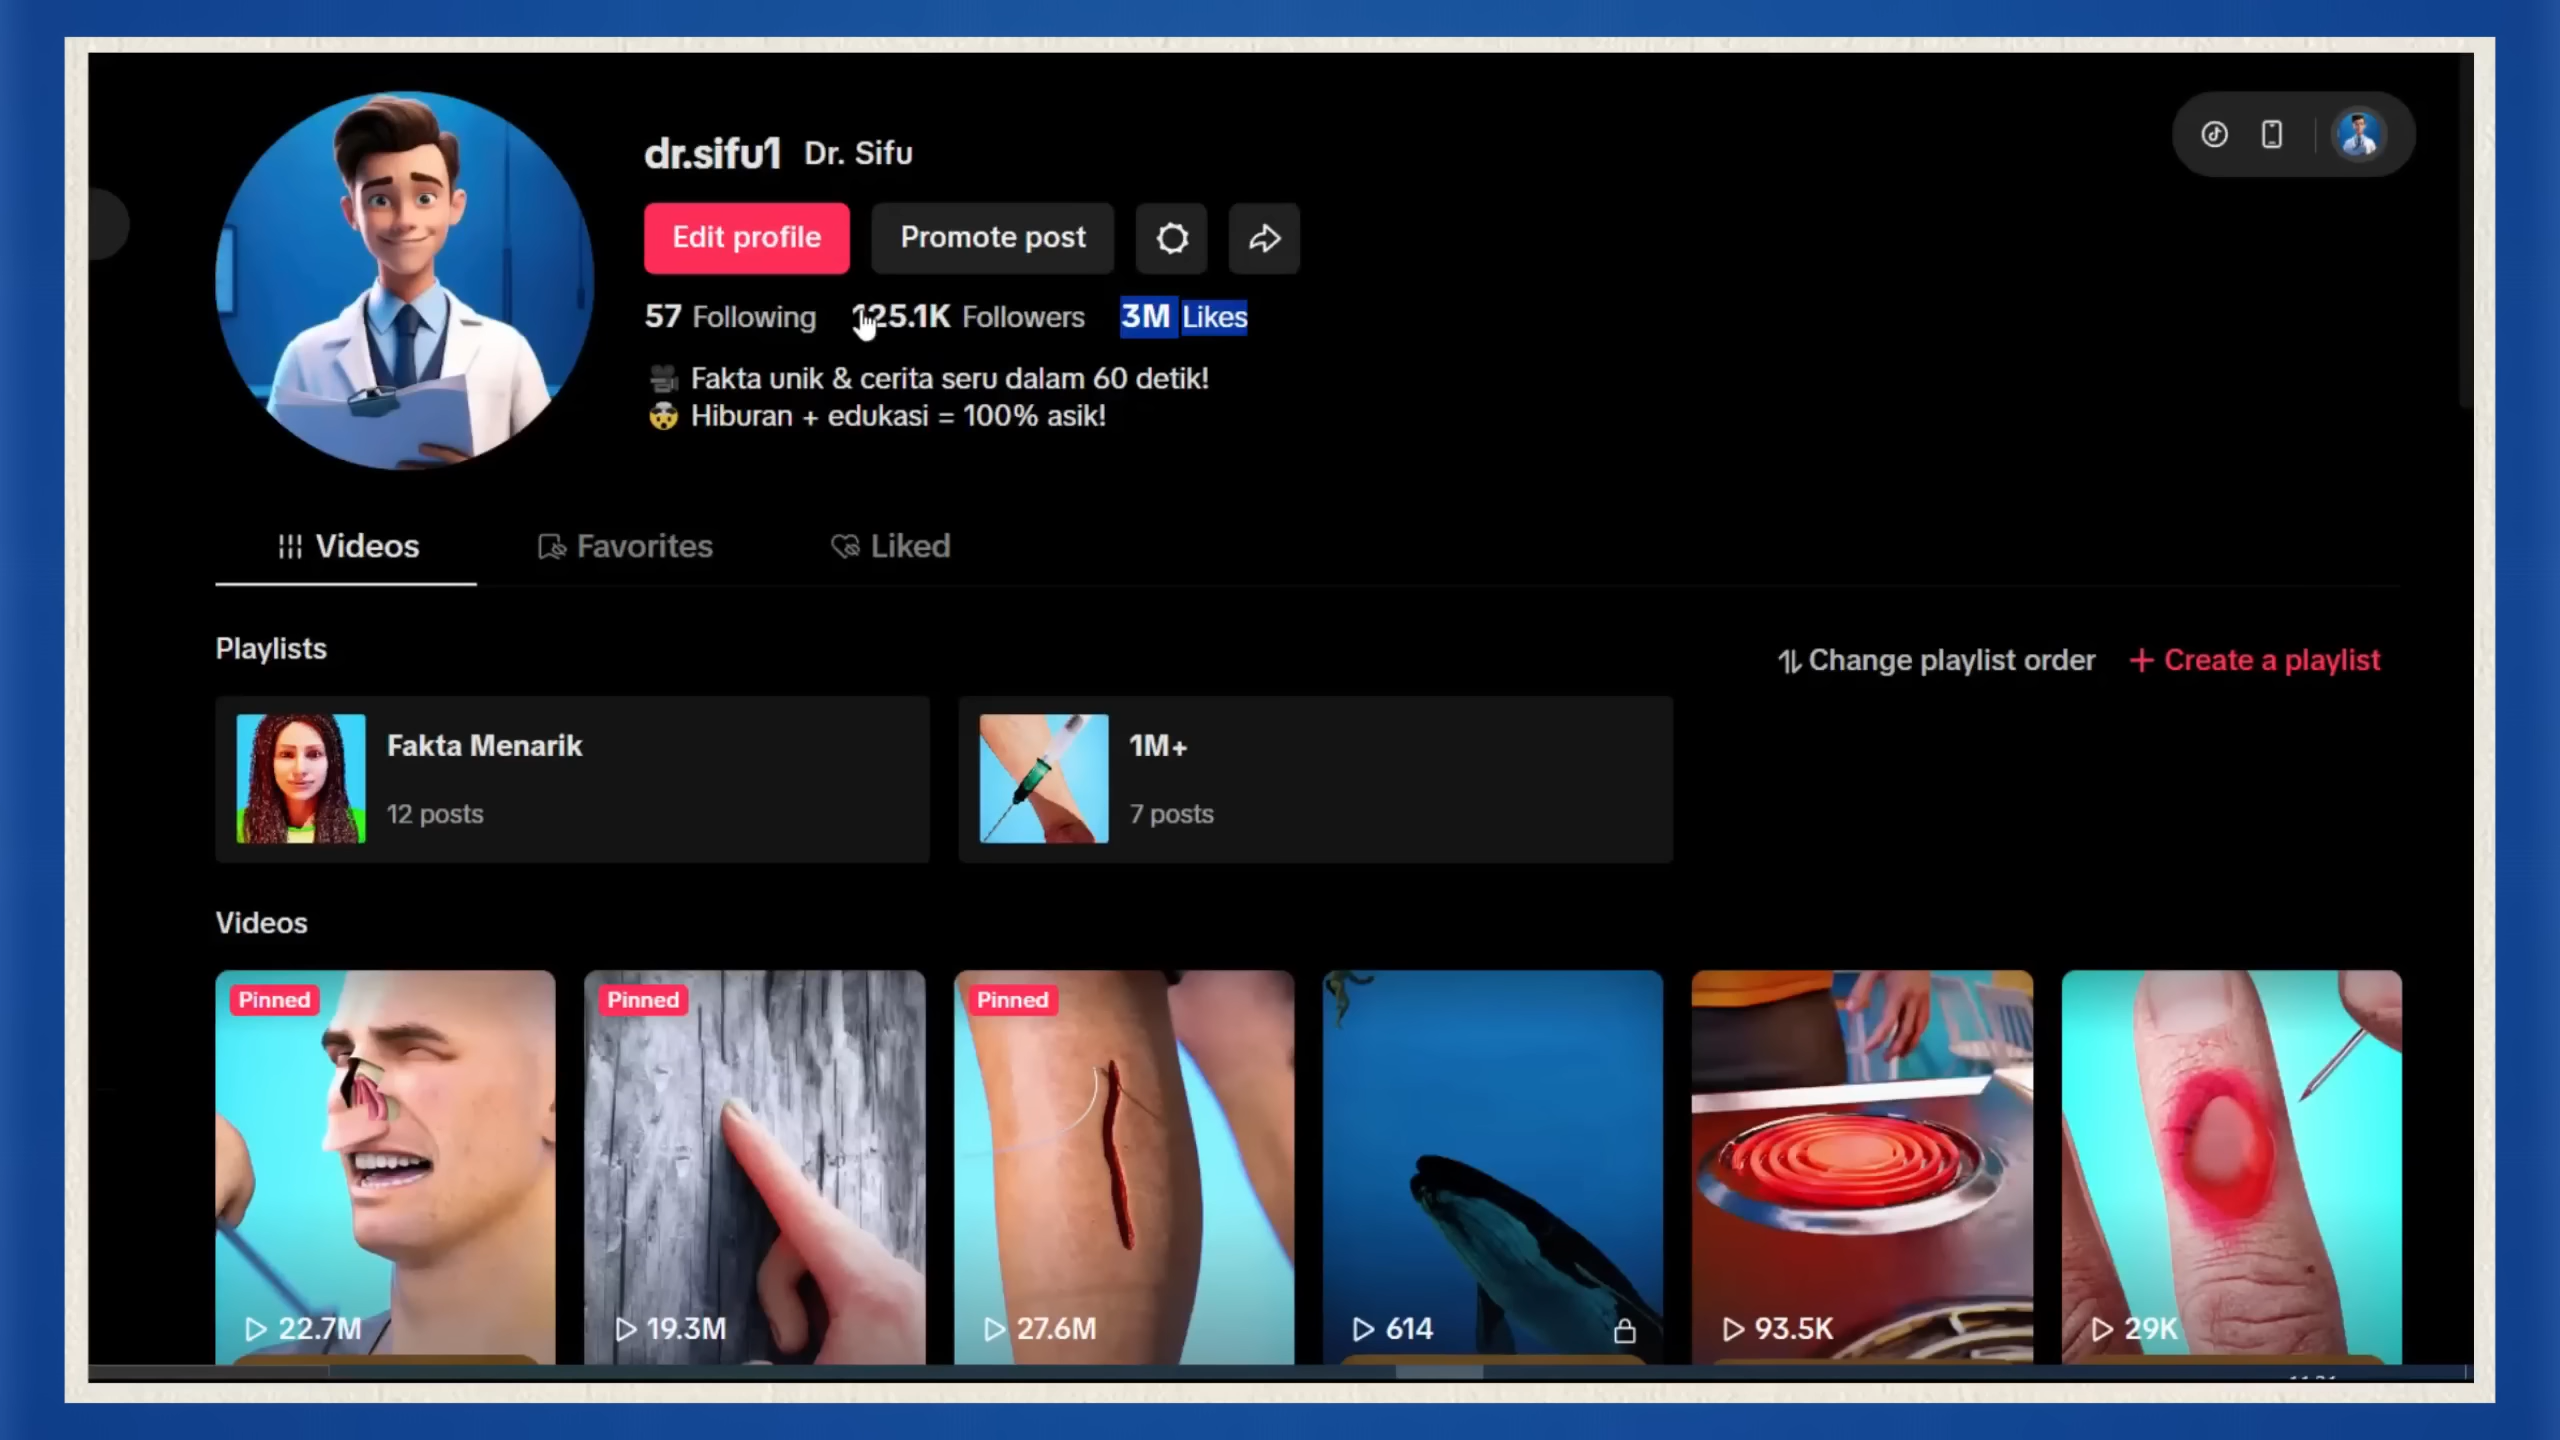 dr.sifu1 Dr. Sifu
Edit profile Promote post
57 Following 125.1K Followers 3M Likes
🎥 Fakta unik & cerita seru dalam 60 detik!
🤯 Hiburan + edukasi = 100% asik!
Videos Favorites Liked
Playlists
Change playlist order + Create a playlist
Fakta Menarik
12 posts
1M+
7 posts
Videos
Pinned Pinned Pinned
22.7M 19.3M 27.6M 614 93.5K 29K